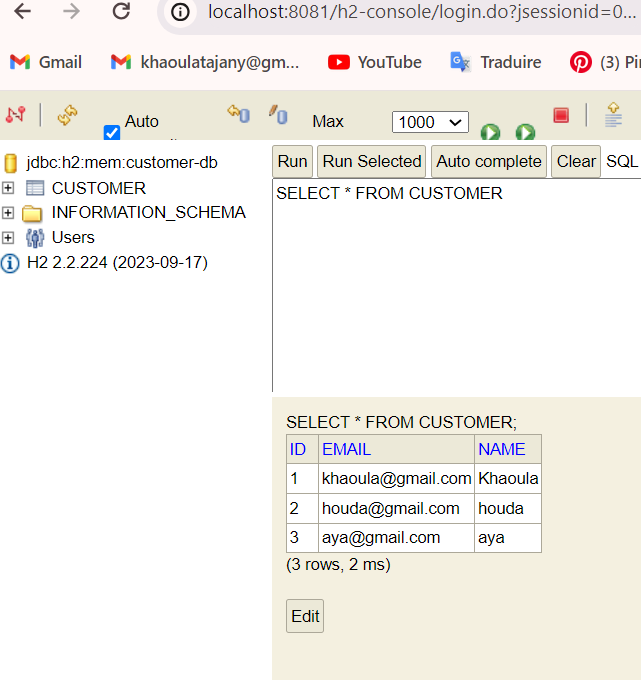 localhost:8081/h2-console/login.do?jsessionid=0...
Gmail khaoulatajany@gm... YouTube Traduire (3) Pi
Auto Max 1000
jdbc:h2:mem:customer-db
CUSTOMER
INFORMATION_SCHEMA
Users
H2 2.2.224 (2023-09-17)
Run Run Selected Auto complete Clear SQL
SELECT * FROM CUSTOMER
SELECT * FROM CUSTOMER;
ID EMAIL NAME
1 khaoula@gmail.com Khaoula
2 houda@gmail.com houda
3 aya@gmail.com aya
(3 rows, 2 ms)
Edit